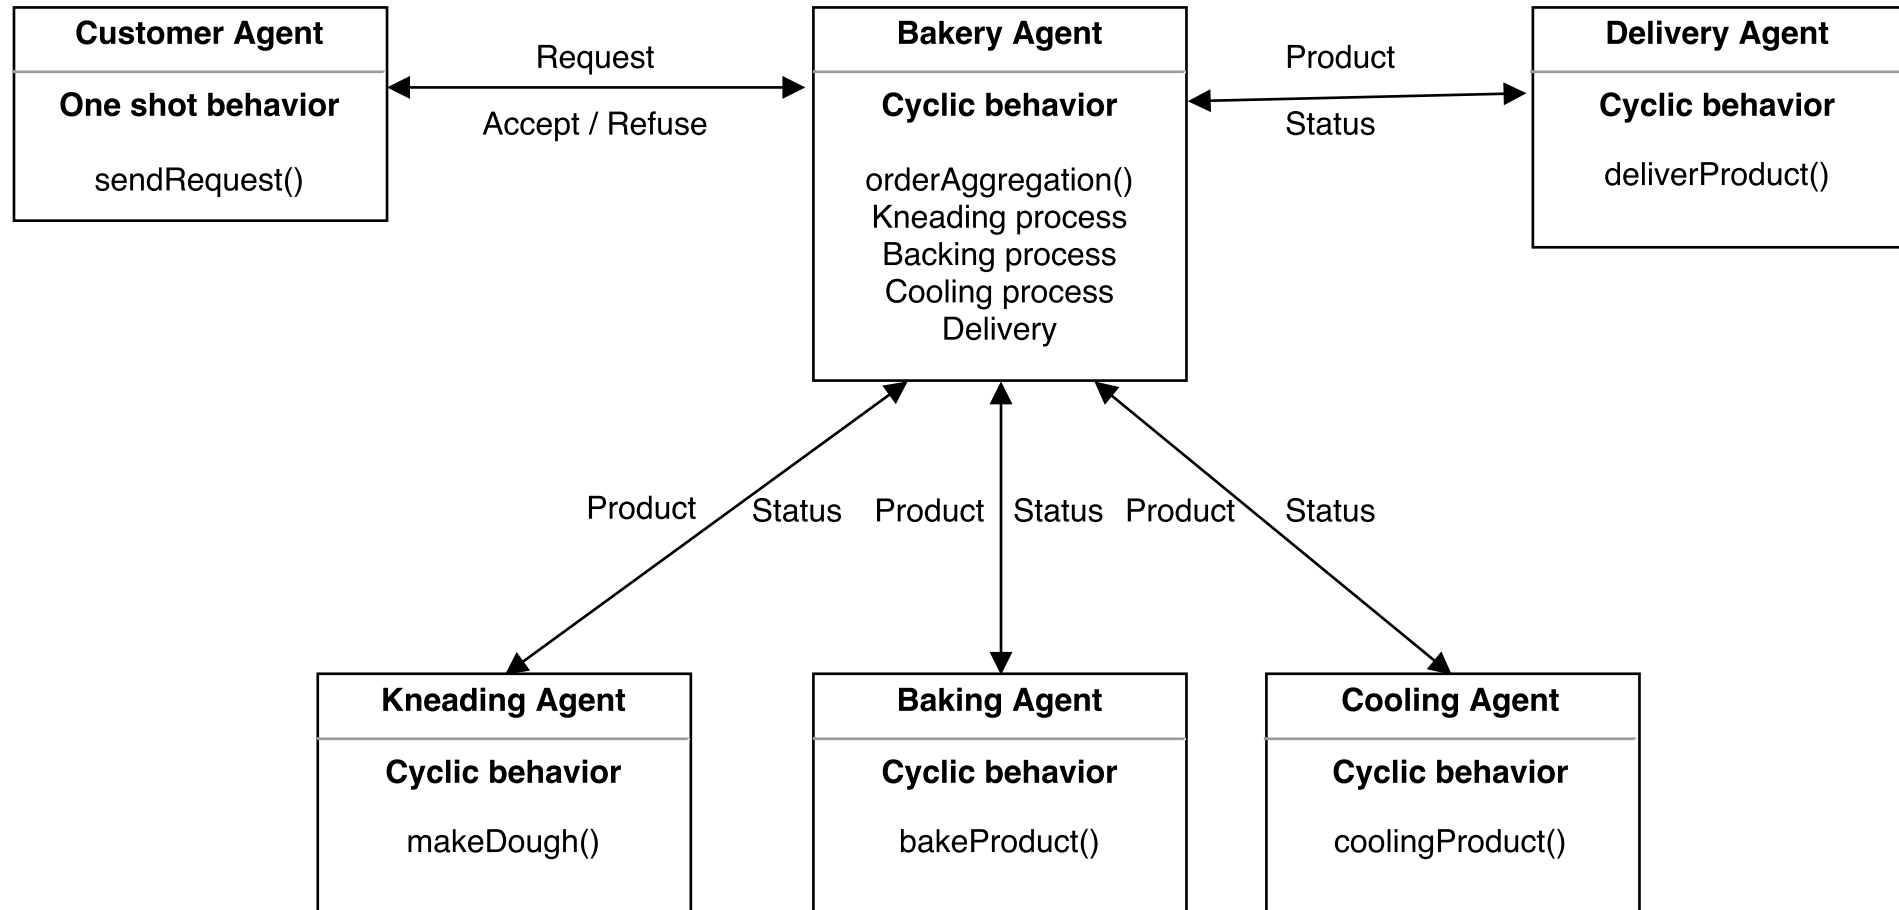 Customer Agent
One shot behavior
sendRequest()
Request
Accept / Refuse
Bakery Agent
Cyclic behavior
orderAggregation()
Kneading process
Backing process
Cooling process
Delivery
Product
Status
Delivery Agent
Cyclic behavior
deliverProduct()
Product
Status
Product
Status
Product
Status
Kneading Agent
Cyclic behavior
makeDough()
Baking Agent
Cyclic behavior
bakeProduct()
Cooling Agent
Cyclic behavior
coolingProduct()